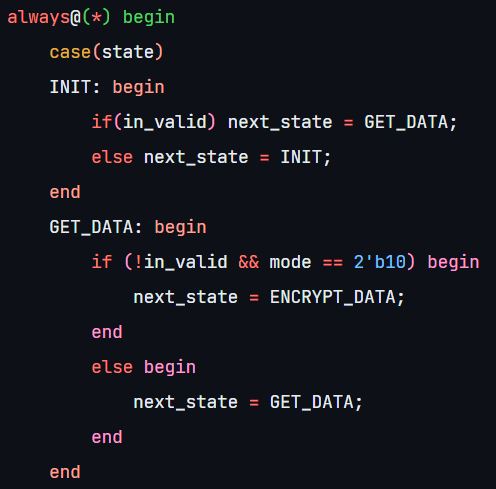 always@(*) begin
    case(state)
    INIT: begin
        if(in_valid) next_state = GET_DATA;
        else next_state = INIT;
    end
    GET_DATA: begin
        if (!in_valid && mode == 2'b10) begin
            next_state = ENCRYPT_DATA;
        end
        else begin
            next_state = GET_DATA;
        end
    end